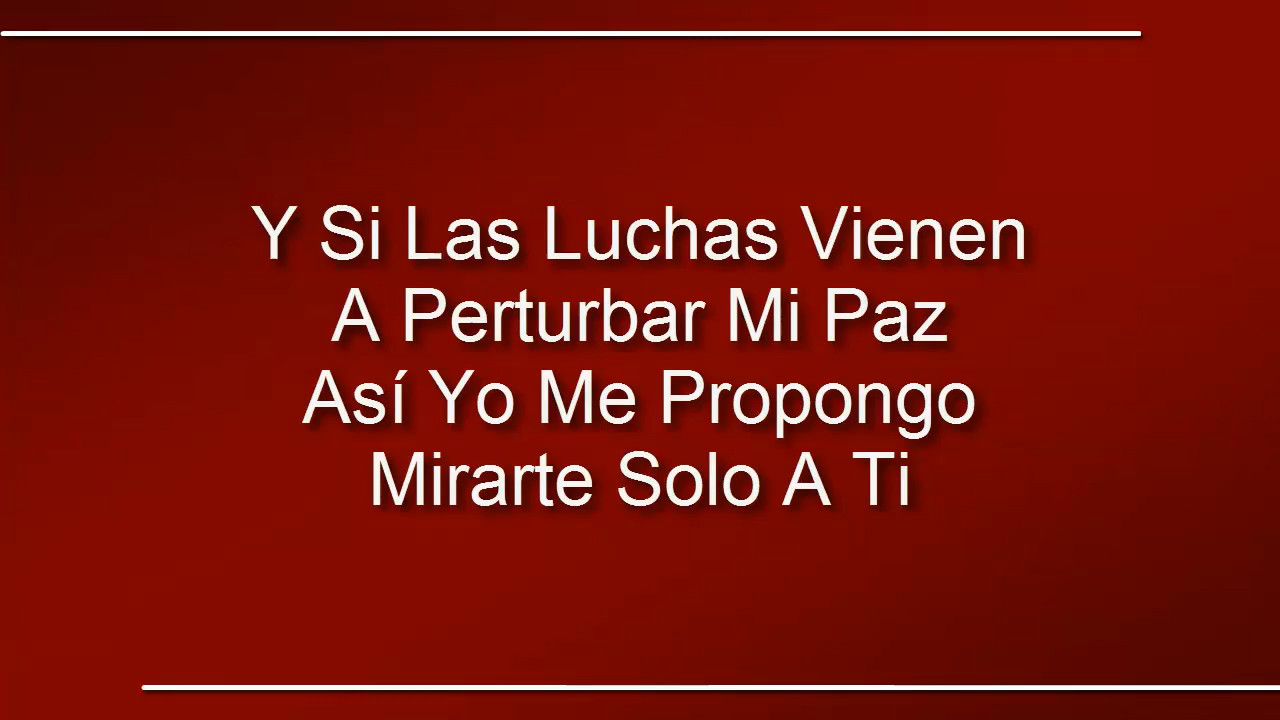 Y Si Las Luchas Vienen
A Perturbar Mi Paz
Así Yo Me Propongo
Mirarte Solo A Ti